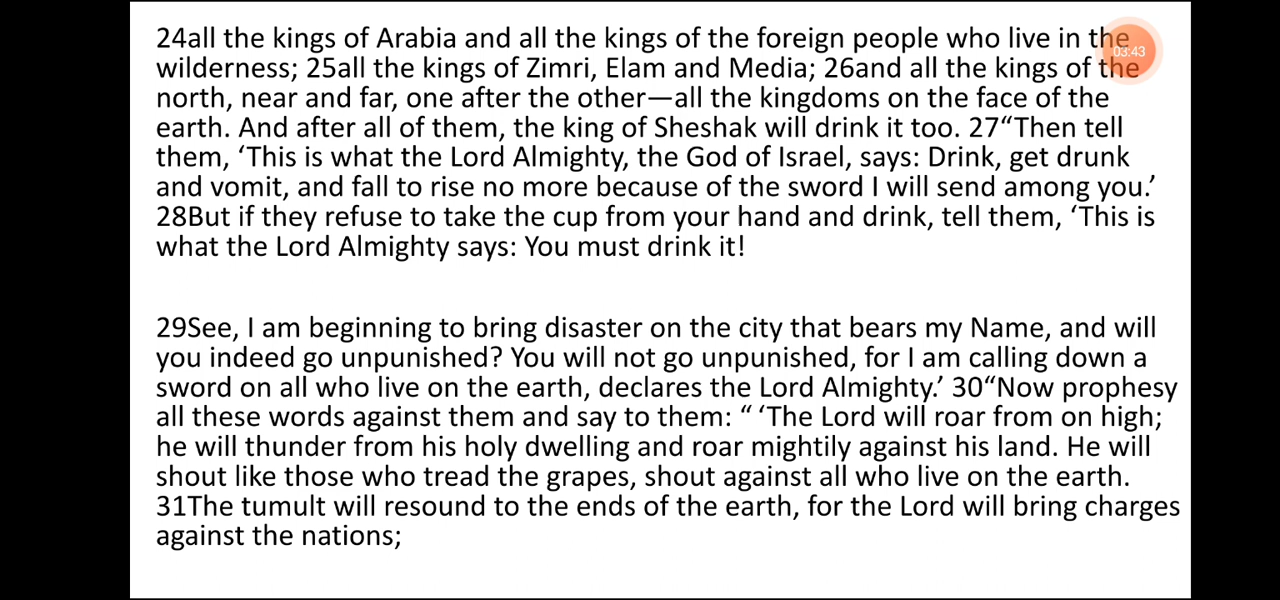 24all the kings of Arabia and all the kings of the foreign people who live in the
wilderness; 25all the kings of Zimri, Elam and Media; 26and all the kings of the
north, near and far, one after the other—all the kingdoms on the face of the
earth. And after all of them, the king of Sheshak will drink it too. 27“Then tell
them, ‘This is what the Lord Almighty, the God of Israel, says: Drink, get drunk
and vomit, and fall to rise no more because of the sword I will send among you.’
28But if they refuse to take the cup from your hand and drink, tell them, ‘This is
what the Lord Almighty says: You must drink it!
29See, I am beginning to bring disaster on the city that bears my Name, and will
you indeed go unpunished? You will not go unpunished, for I am calling down a
sword on all who live on the earth, declares the Lord Almighty.’ 30“Now prophesy
all these words against them and say to them: “ ‘The Lord will roar from on high;
he will thunder from his holy dwelling and roar mightily against his land. He will
shout like those who tread the grapes, shout against all who live on the earth.
31The tumult will resound to the ends of the earth, for the Lord will bring charges
against the nations;
03:43